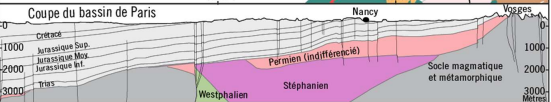 Coupe du bassin de Paris
Nancy
Vosges
0
0
Crétacé
1000
1000
Jurassique Sup.
Jurassique Moy.
Jurassique Inf.
Permien (indifférencié)
Socle magmatique
et métamorphique
2000
2000
Trias
Stéphanien
Westphalien
3000
3000
Mètres